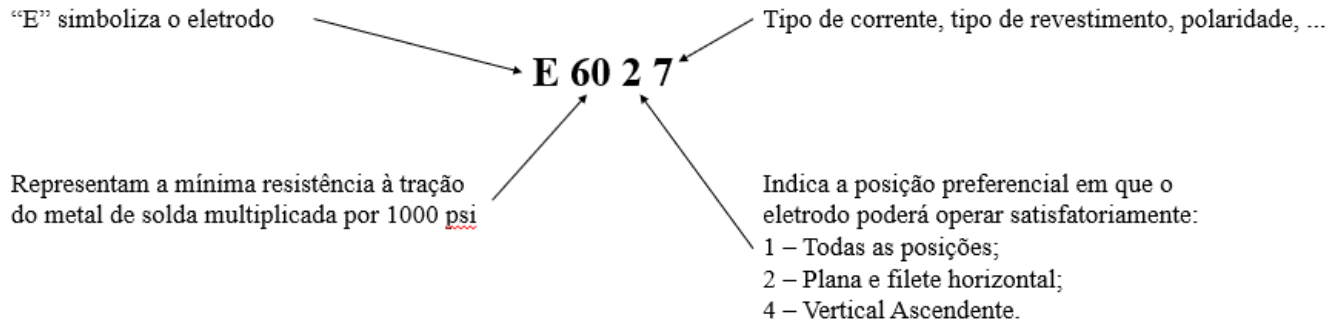 “E” simboliza o eletrodo
Tipo de corrente, tipo de revestimento, polaridade, ...
E 60 2 7
Representam a mínima resistência à tração
do metal de solda multiplicada por 1000 psi
Indica a posição preferencial em que o
eletrodo poderá operar satisfatoriamente:
1 – Todas as posições;
2 – Plana e filete horizontal;
4 – Vertical Ascendente.